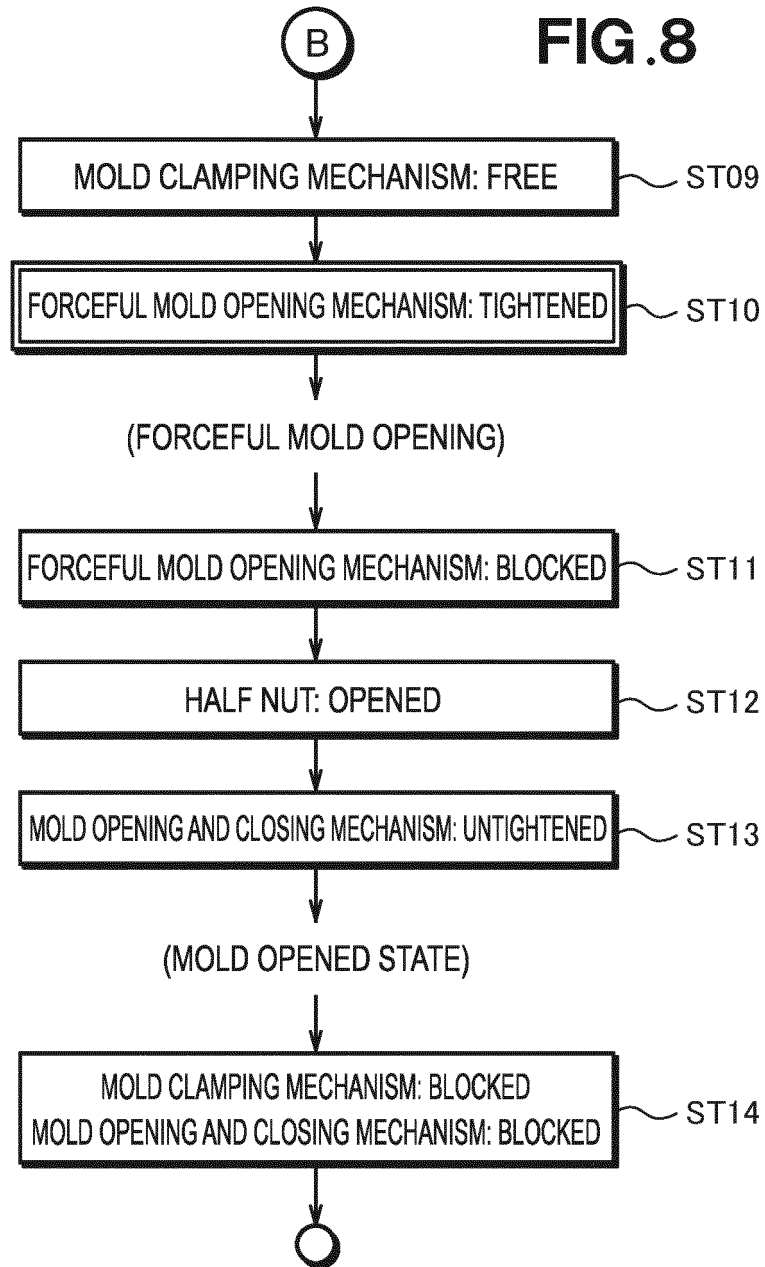 B
FIG.8
MOLD CLAMPING MECHANISM: FREE
ST09
FORCEFUL MOLD OPENING MECHANISM: TIGHTENED
ST10
(FORCEFUL MOLD OPENING)
FORCEFUL MOLD OPENING MECHANISM: BLOCKED
ST11
HALF NUT: OPENED
ST12
MOLD OPENING AND CLOSING MECHANISM: UNTIGHTENED
ST13
(MOLD OPENED STATE)
MOLD CLAMPING MECHANISM: BLOCKED
MOLD OPENING AND CLOSING MECHANISM: BLOCKED
ST14